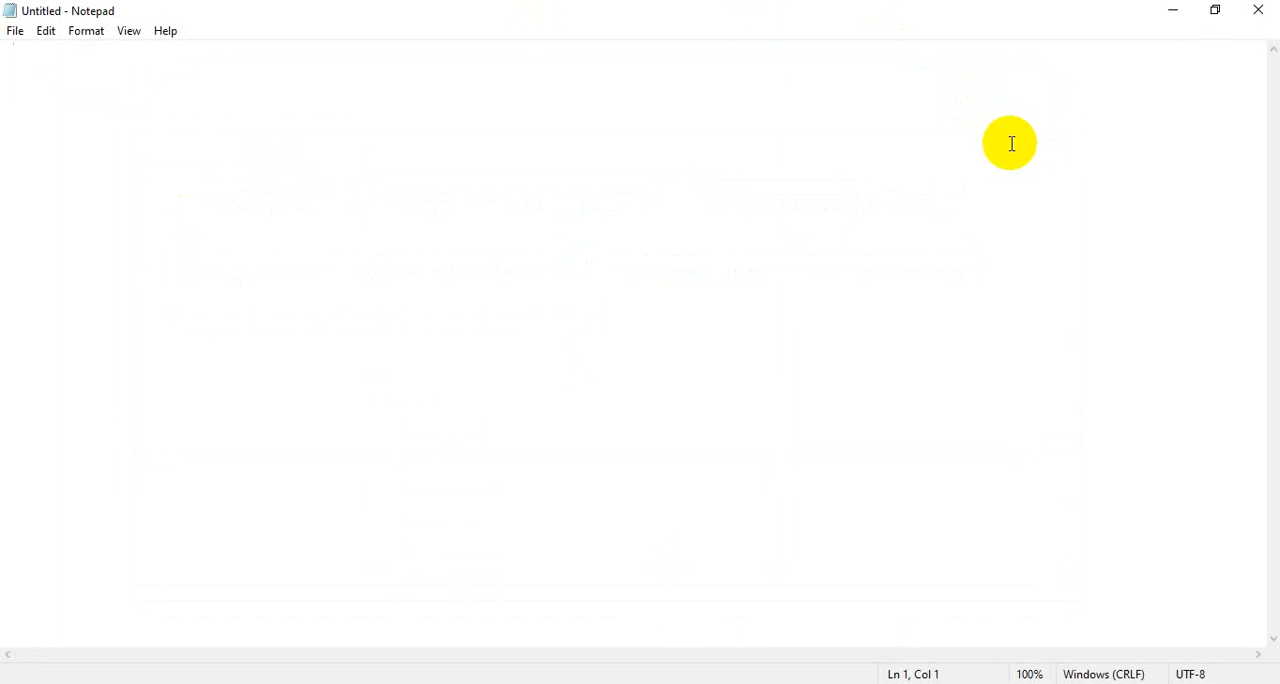 Untitled - Notepad
File Edit Format View Help
Ln 1, Col 1 100% Windows (CRLF) UTF-8